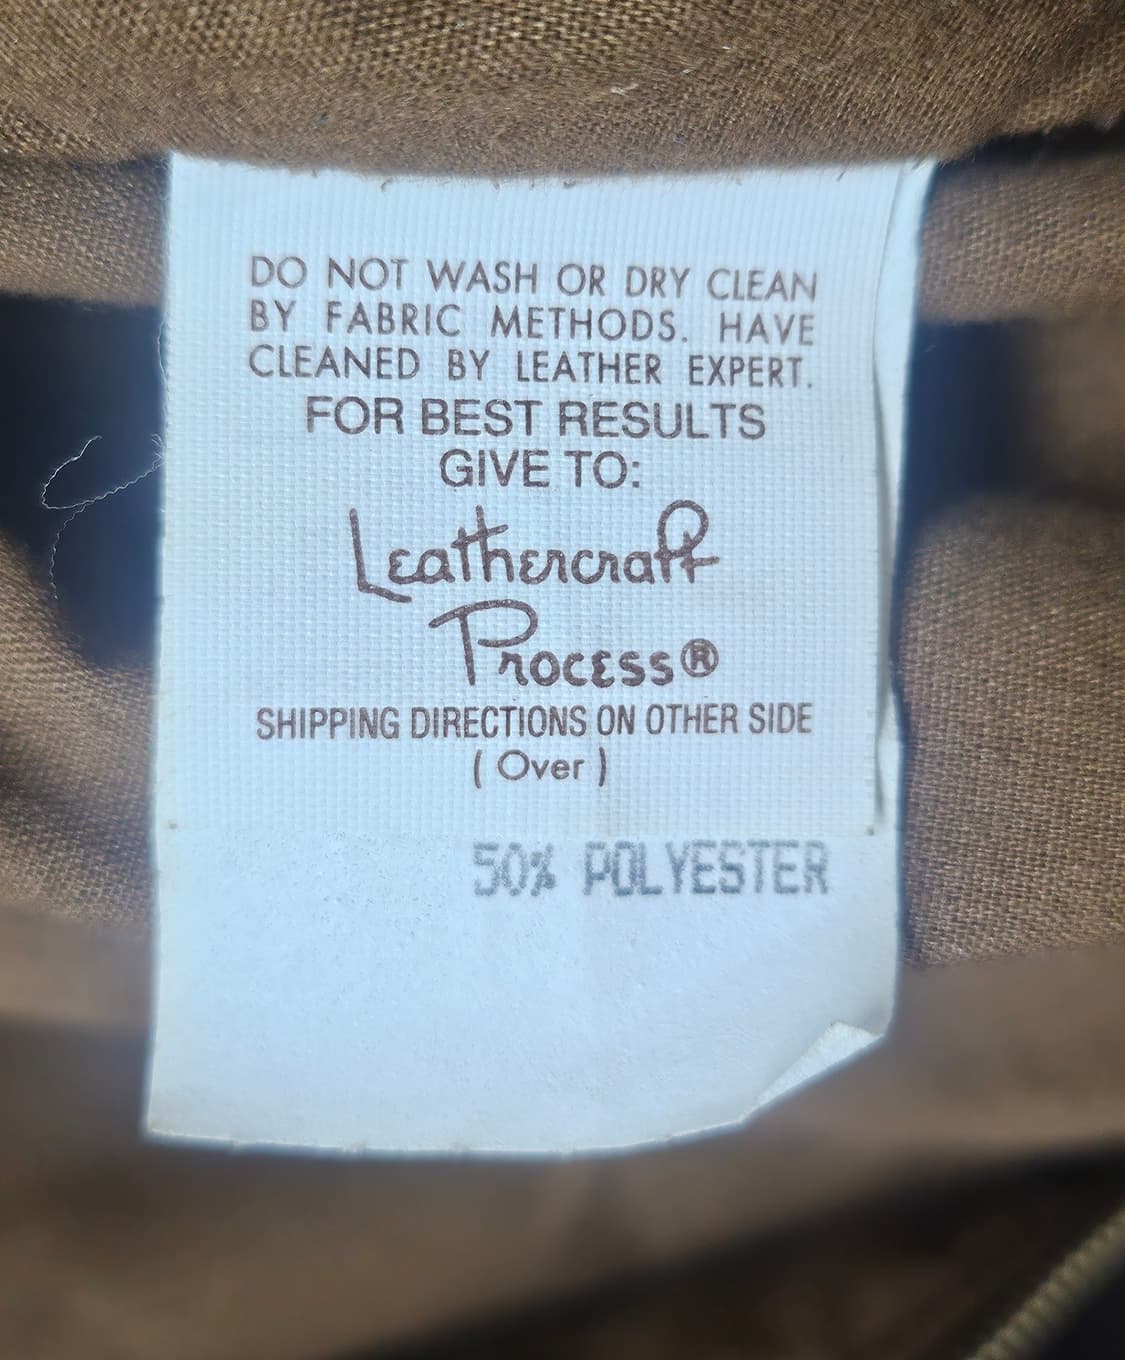 DO NOT WASH OR DRY CLEAN
BY FABRIC METHODS. HAVE
CLEANED BY LEATHER EXPERT.
FOR BEST RESULTS
GIVE TO:
Leathercraft
Process®
SHIPPING DIRECTIONS ON OTHER SIDE
( Over )
50% POLYESTER